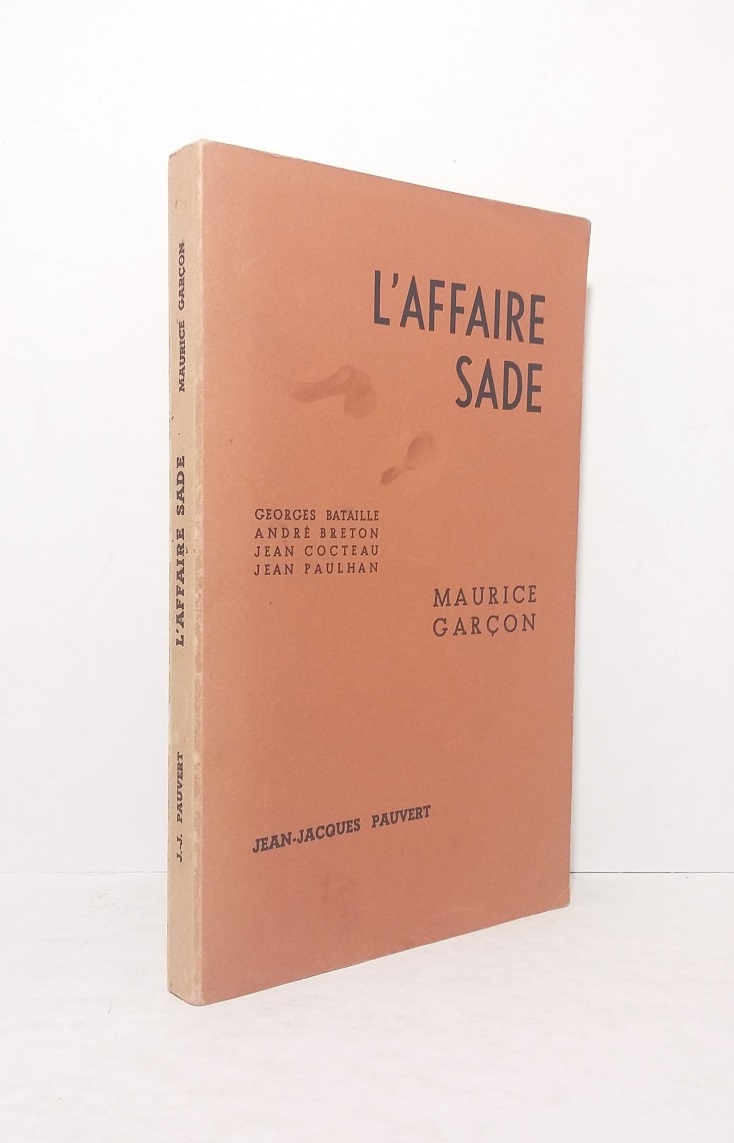 L'AFFAIRE
SADE
GEORGES BATAILLE
ANDRÉ BRETON
JEAN COCTEAU
JEAN PAULHAN
MAURICE
GARÇON
JEAN-JACQUES PAUVERT
J.-J. PAUVERT L'AFFAIRE SADE MAURICE GARÇON